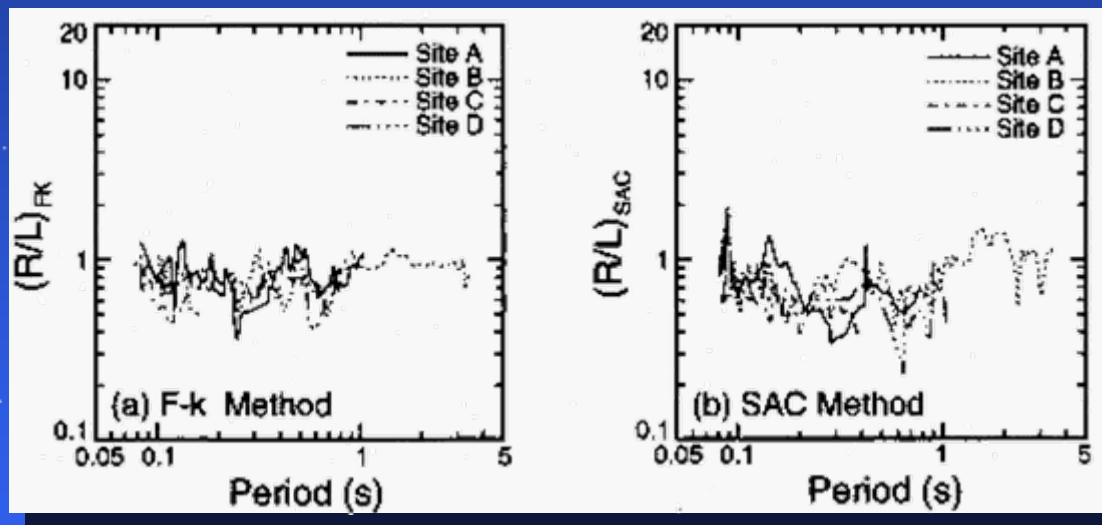 20
10
1
0.1
(R/L)FK
Site A
Site B
Site C
Site D
(a) F-k Method
0.05 0.1 1 5
Period (s)
20
10
1
0.1
(R/L)SAC
Site A
Site B
Site C
Site D
(b) SAC Method
0.05 0.1 1 5
Period (s)